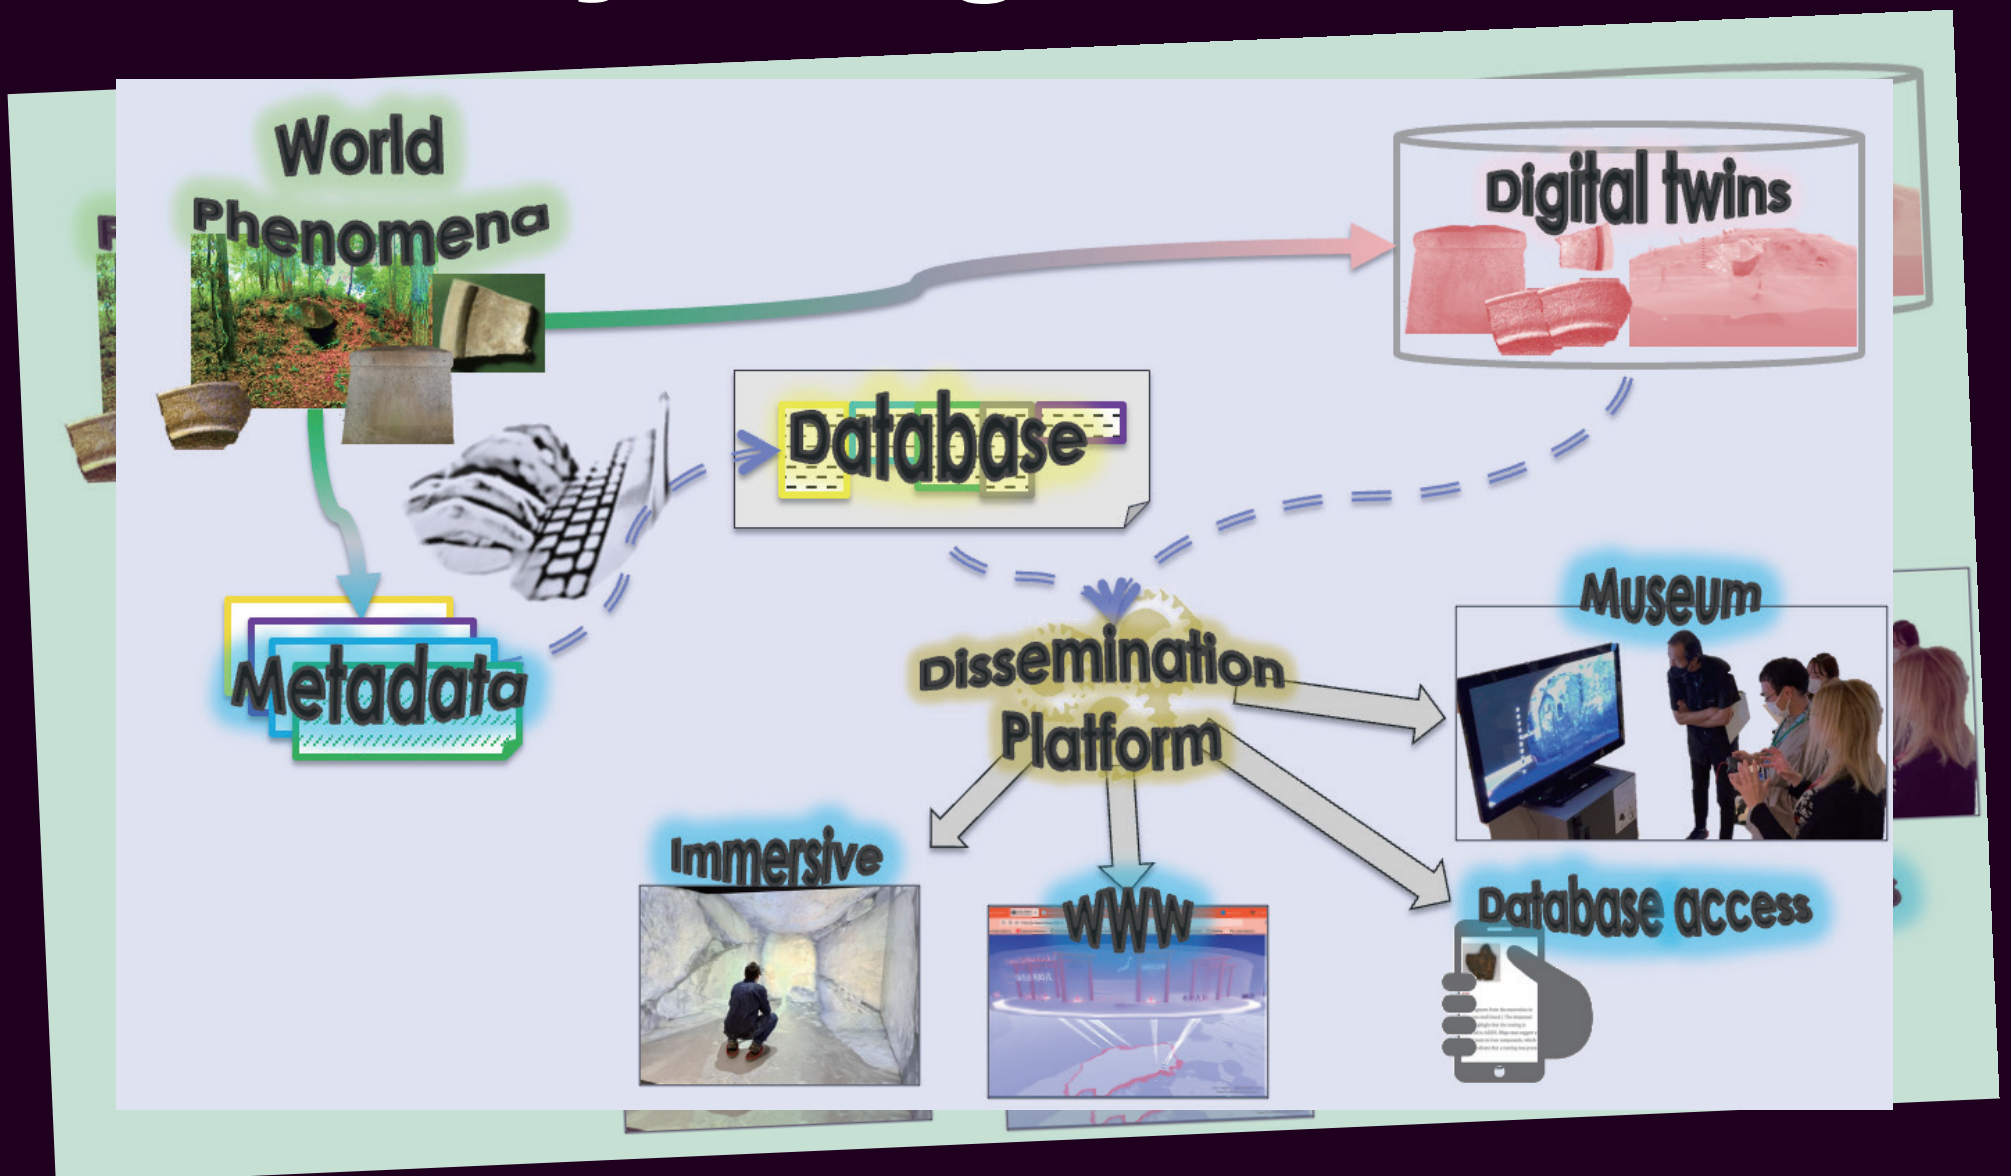 World
Phenomena
Digital twins
Database
Metadata
Dissemination
Platform
Museum
Immersive
WWW
Database access